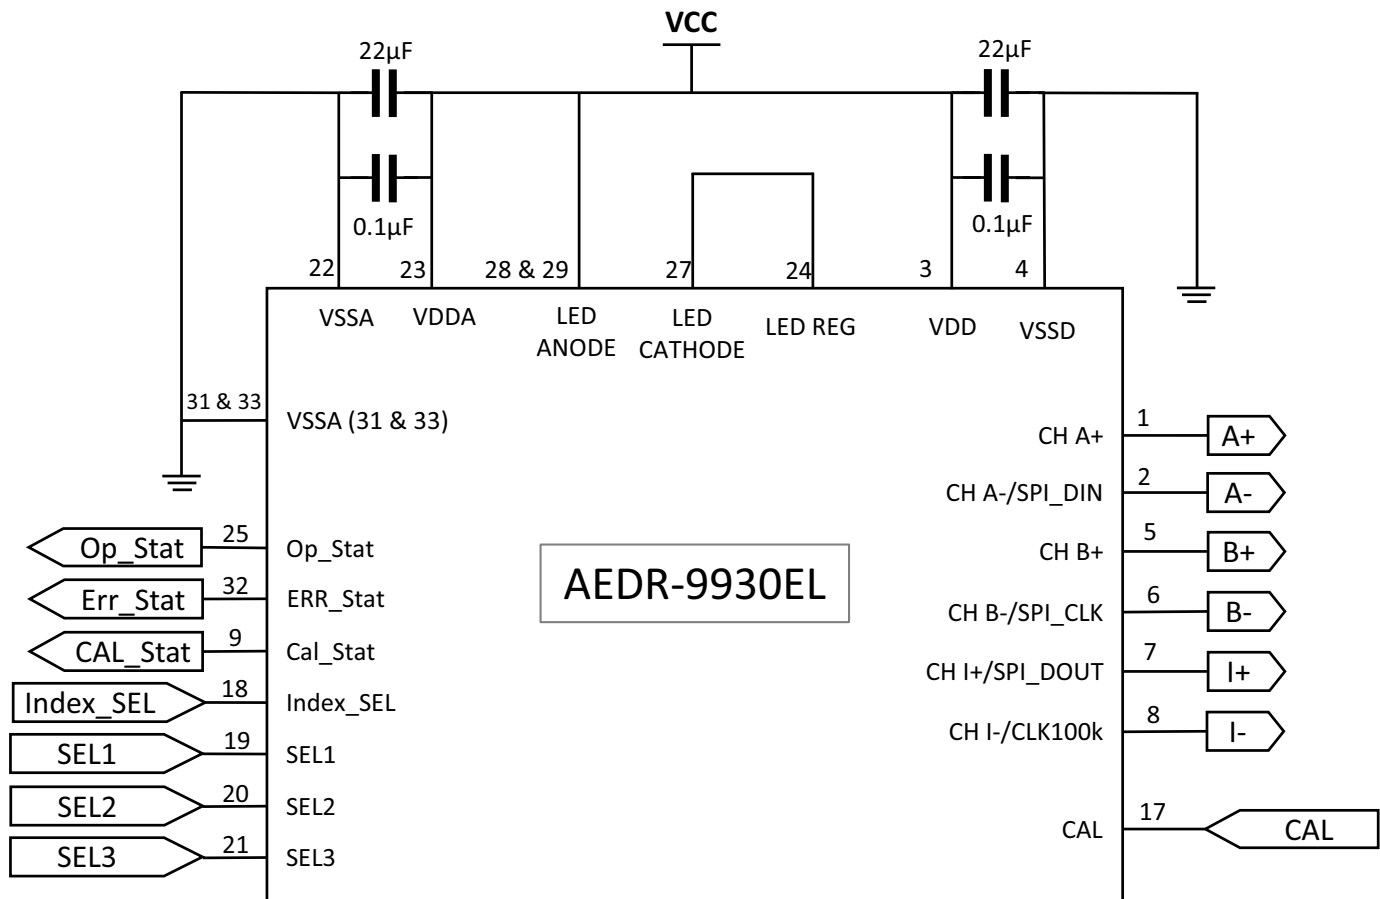 VCC
22µF
22µF
0.1µF
0.1µF
22
23
28 & 29
27
24
3
4
VSSA
VDDA
LED
ANODE
LED
CATHODE
LED REG
VDD
VSSD
31 & 33
VSSA (31 & 33)
CH A+
1
A+
CH A-/SPI_DIN
2
A-
Op_Stat
25
Op_Stat
CH B+
5
B+
AEDR-9930EL
Err_Stat
32
ERR_Stat
CH B-/SPI_CLK
6
B-
CAL_Stat
9
Cal_Stat
CH I+/SPI_DOUT
7
I+
Index_SEL
18
Index_SEL
CH I-/CLK100k
8
I-
SEL1
19
SEL1
SEL2
20
SEL2
CAL
17
CAL
SEL3
21
SEL3